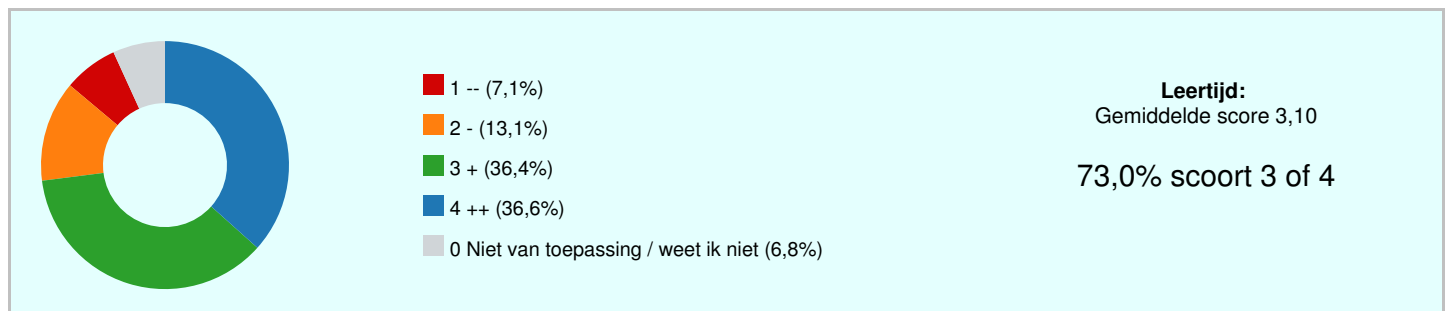 1 -- (7,1%)
2 - (13,1%)
3 + (36,4%)
4 ++ (36,6%)
0 Niet van toepassing / weet ik niet (6,8%)
Leertijd:
Gemiddelde score 3,10
73,0% scoort 3 of 4